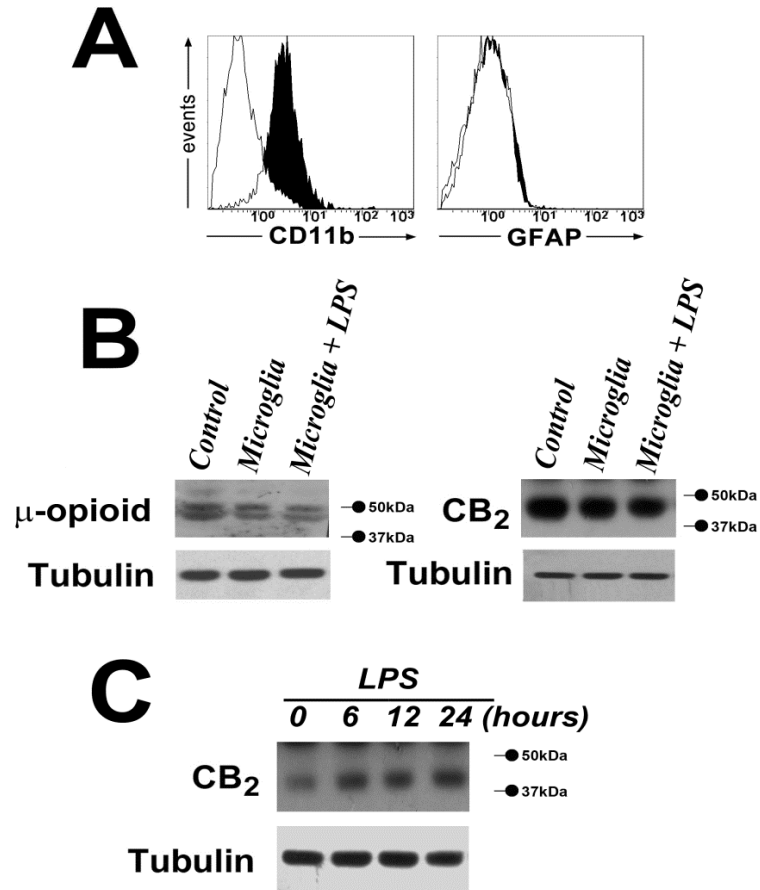 A
events
10⁰ 10¹ 10² 10³
CD11b
10⁰ 10¹ 10² 10³
GFAP
B
Control
Microglia
Microglia + LPS
μ-opioid
50kDa
37kDa
Tubulin
Control
Microglia
Microglia + LPS
CB₂
50kDa
37kDa
Tubulin
C
LPS
0 6 12 24 (hours)
CB₂
50kDa
37kDa
Tubulin